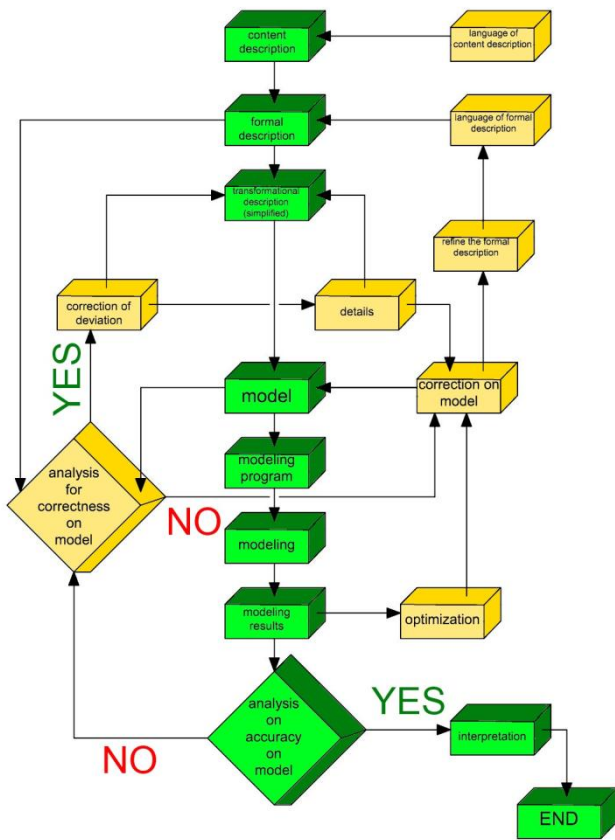 content
description
language of
content description
formal
description
language of formal
description
transformational
description
(simplified)
refine the formal
description
correction of
deviation
details
YES
model
correction on
model
analysis
for
correctness
on
model
modeling
program
NO
modeling
modeling
results
optimization
analysis
on
accuracy
on
model
YES
interpretation
NO
END